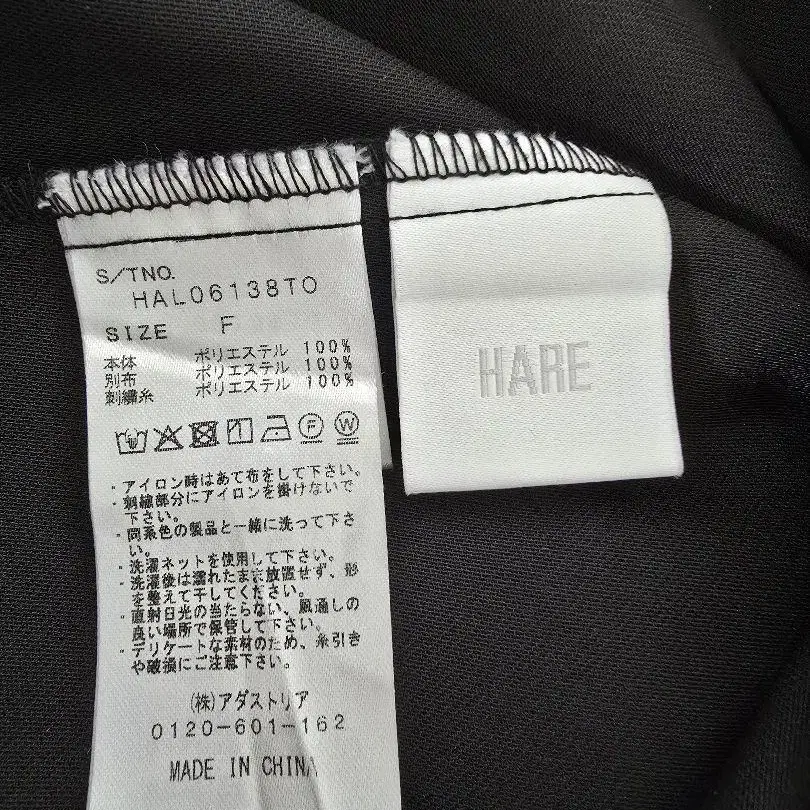 S/TNO.
HAL06138TO
SIZE F
本体 ポリエステル 100%
別布 ポリエステル 100%
刺繍糸 ポリエステル 100%
F W
・アイロン時はあて布をして下さい。
・刺繍部分にアイロンを掛けないで
下さい。
・同系色の製品と一緒に洗って下さ
い。
・洗濯ネットを使用して下さい。
・洗濯後は濡れたまま放置せず、形
を整えて干してください。
・直射日光の当たらない、風通しの
良い場所で保管して下さい。
・デリケートな素材のため、糸引き
や破損にご注意下さい。
(株)アダストリア
0120-601-162
MADE IN CHINA
HARE